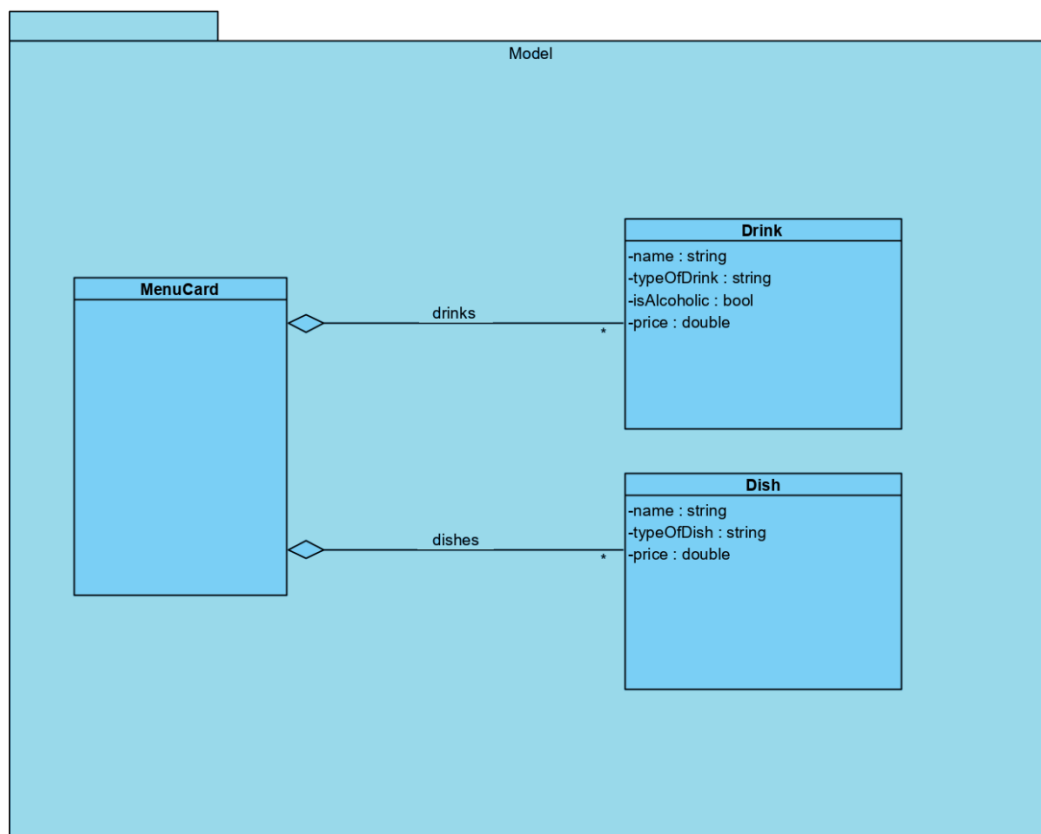 Model
MenuCard
drinks
*
dishes
*
Drink
-name : string
-typeOfDrink : string
-isAlcoholic : bool
-price : double
Dish
-name : string
-typeOfDish : string
-price : double